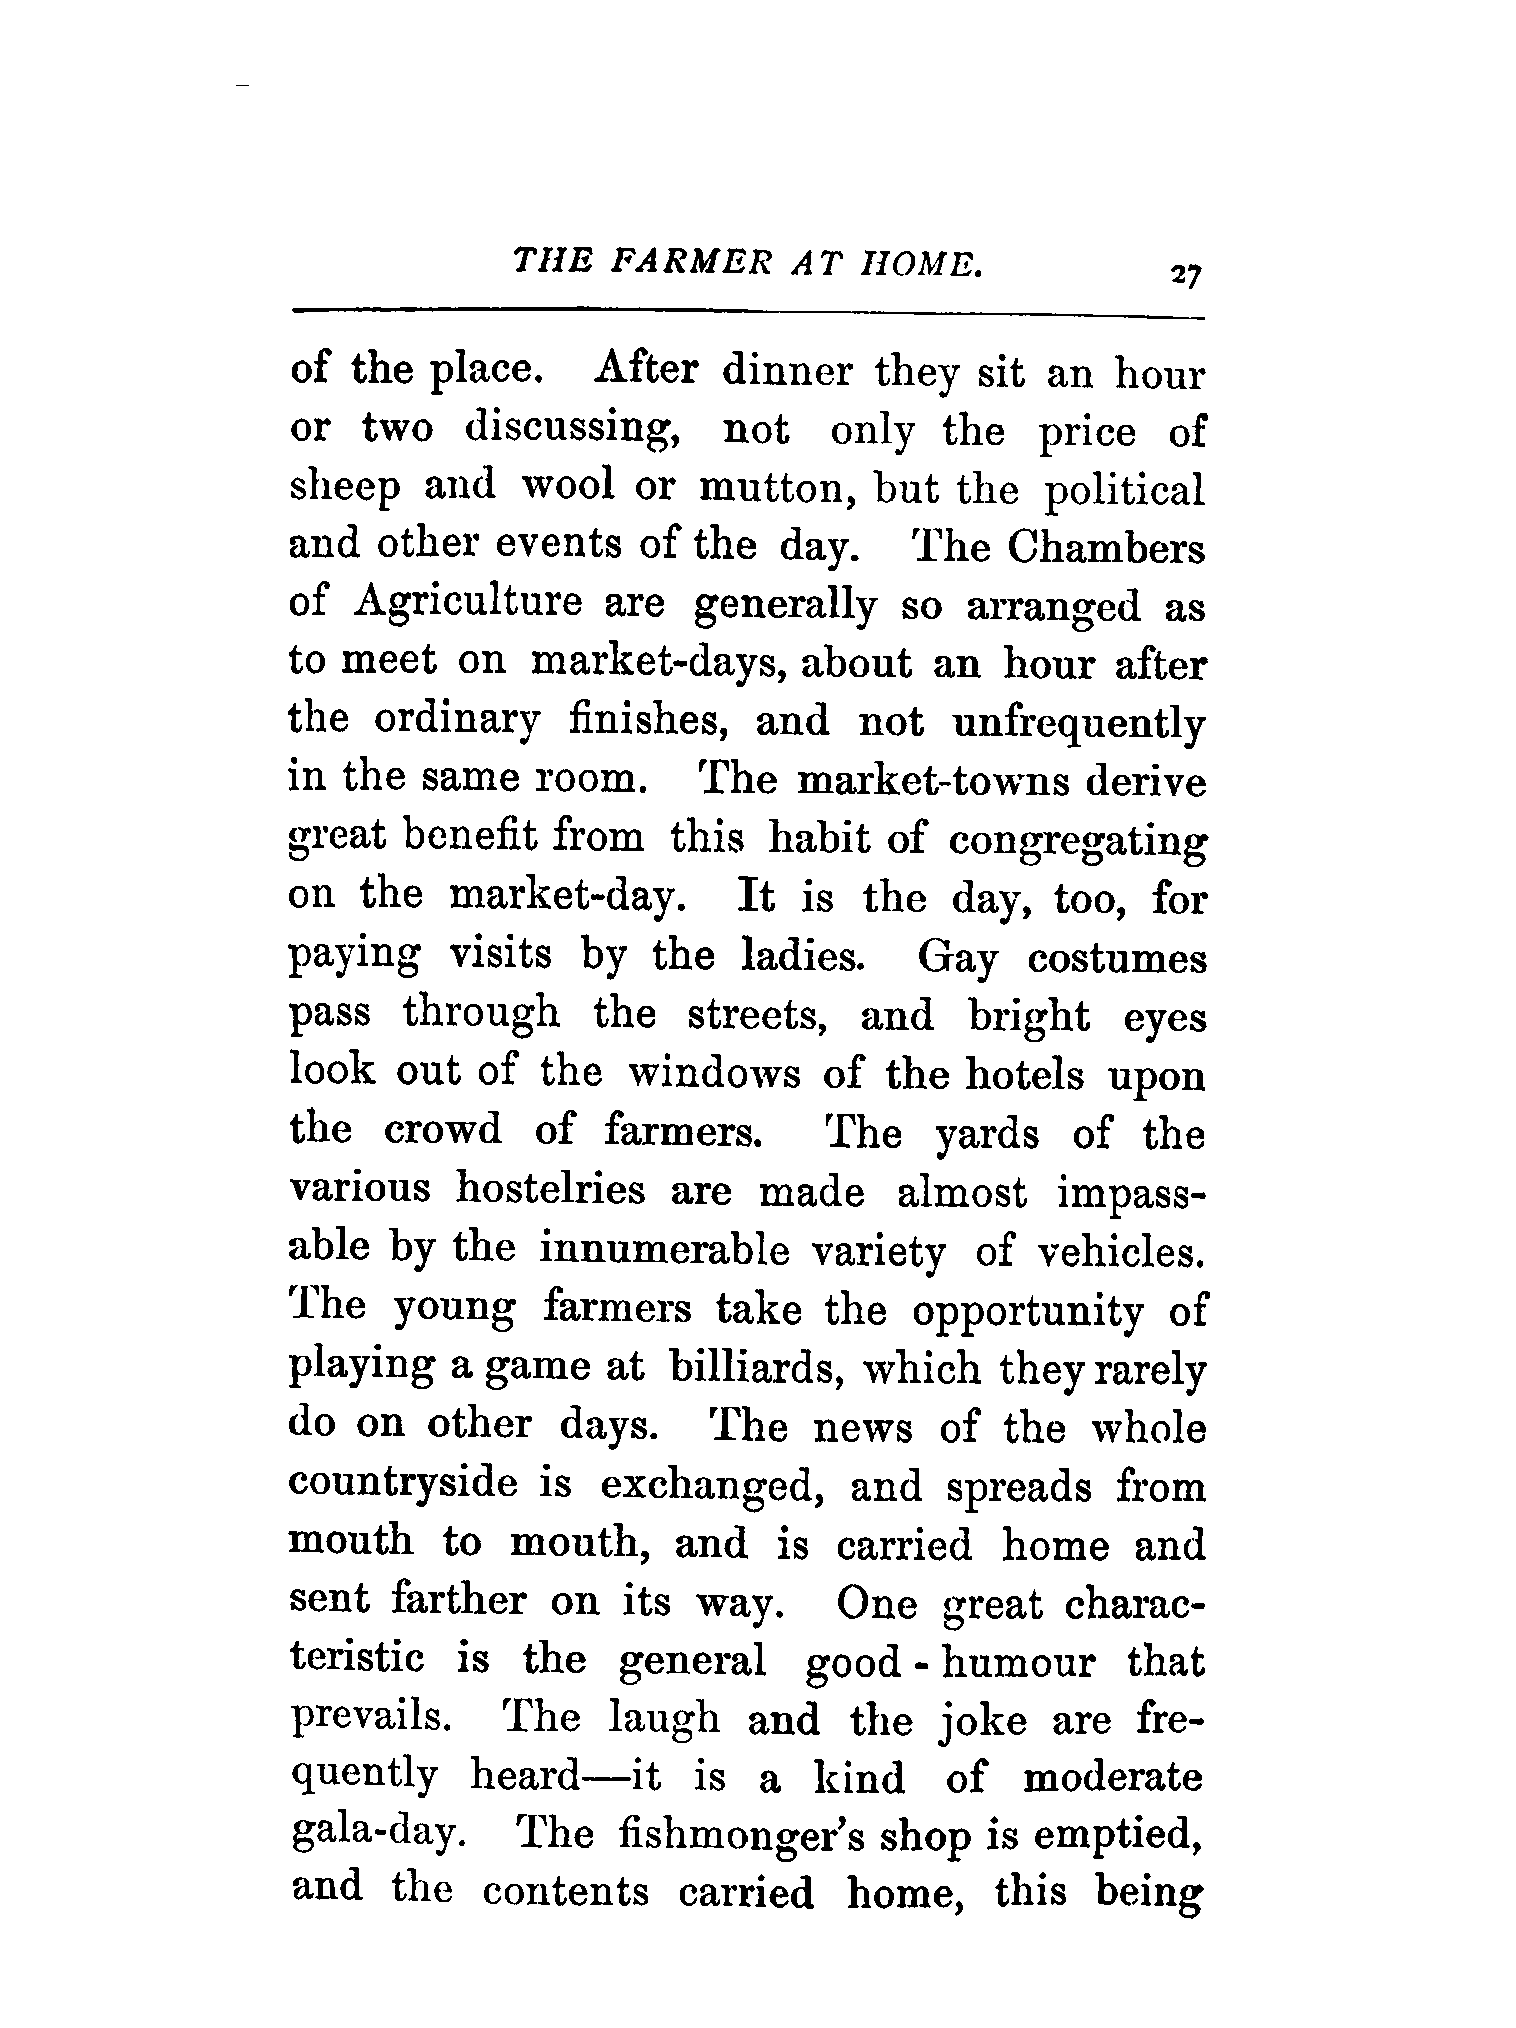 THE FARMER AT HOME. 27
of the place. After dinner they sit an hour
or two discussing, not only the price of
sheep and wool or mutton, but the political
and other events of the day. The Chambers
of Agriculture are generally so arranged as
to meet on market-days, about an hour after
the ordinary finishes, and not unfrequently
in the same room. The market-towns derive
great benefit from this habit of congregating
on the market-day. It is the day, too, for
paying visits by the ladies. Gay costumes
pass through the streets, and bright eyes
look out of the windows of the hotels upon
the crowd of farmers. The yards of the
various hostelries are made almost impass-
able by the innumerable variety of vehicles.
The young farmers take the opportunity of
playing a game at billiards, which they rarely
do on other days. The news of the whole
countryside is exchanged, and spreads from
mouth to mouth, and is carried home and
sent farther on its way. One great charac-
teristic is the general good-humour that
prevails. The laugh and the joke are fre-
quently heard—it is a kind of moderate
gala-day. The fishmonger's shop is emptied,
and the contents carried home, this being